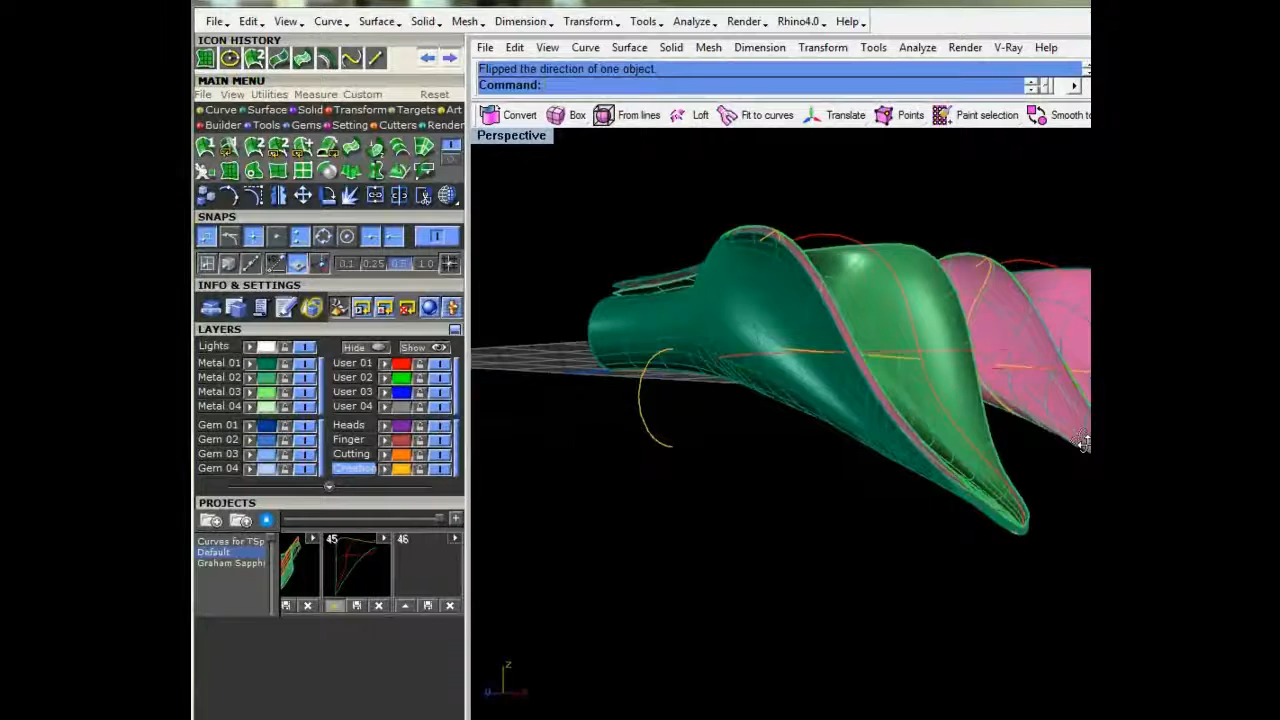 File Edit View Curve Surface Solid Mesh Dimension Transform Tools Analyze Render Rhino4.0 Help
ICON HISTORY
MAIN MENU
File View Utilities Measure Custom Reset
Curve Surface Solid Transform Targets Art
Builder Tools Gems Setting Cutters Render
SNAPS
0.1 0.25 1.0
INFO & SETTINGS
LAYERS
Lights Hide Show
Metal 01 User 01
Metal 02 User 02
Metal 03 User 03
Metal 04 User 04
Gem 01 Heads
Gem 02 Finger
Gem 03 Cutting
Gem 04 Creation
PROJECTS
Curves for TSp
Default
Graham Sapphi
45 46
File Edit View Curve Surface Solid Mesh Dimension Transform Tools Analyze Render V-Ray Help
Flipped the direction of one object.
Command:
Convert Box From lines Loft Fit to curves Translate Points Paint selection Smooth to
Perspective
z